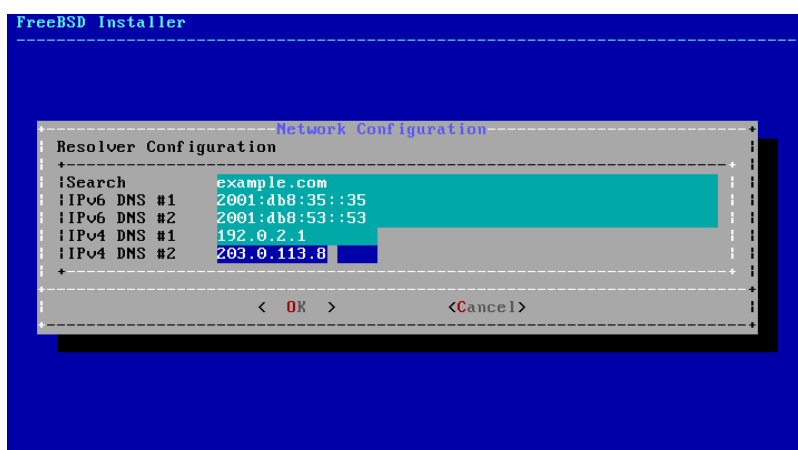 FreeBSD Installer
Network Configuration
Resolver Configuration
Search example.com
IPv6 DNS #1 2001:db8:35::35
IPv6 DNS #2 2001:db8:53::53
IPv4 DNS #1 192.0.2.1
IPv4 DNS #2 203.0.113.8
< OK > <Cancel>